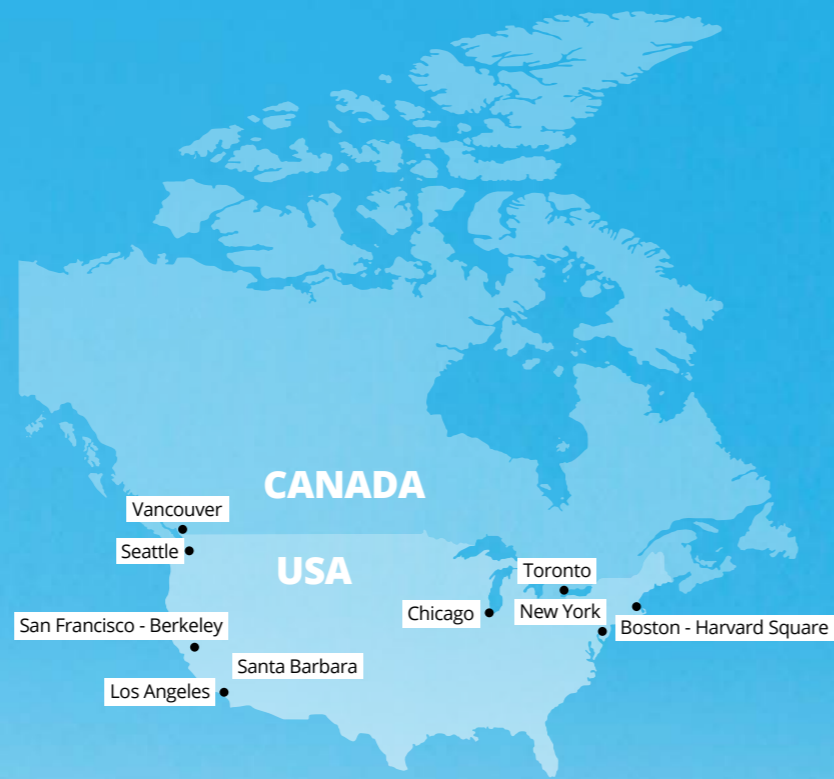 CANADA
Vancouver
Seattle
USA
Toronto
Chicago
New York
San Francisco - Berkeley
Boston - Harvard Square
Santa Barbara
Los Angeles